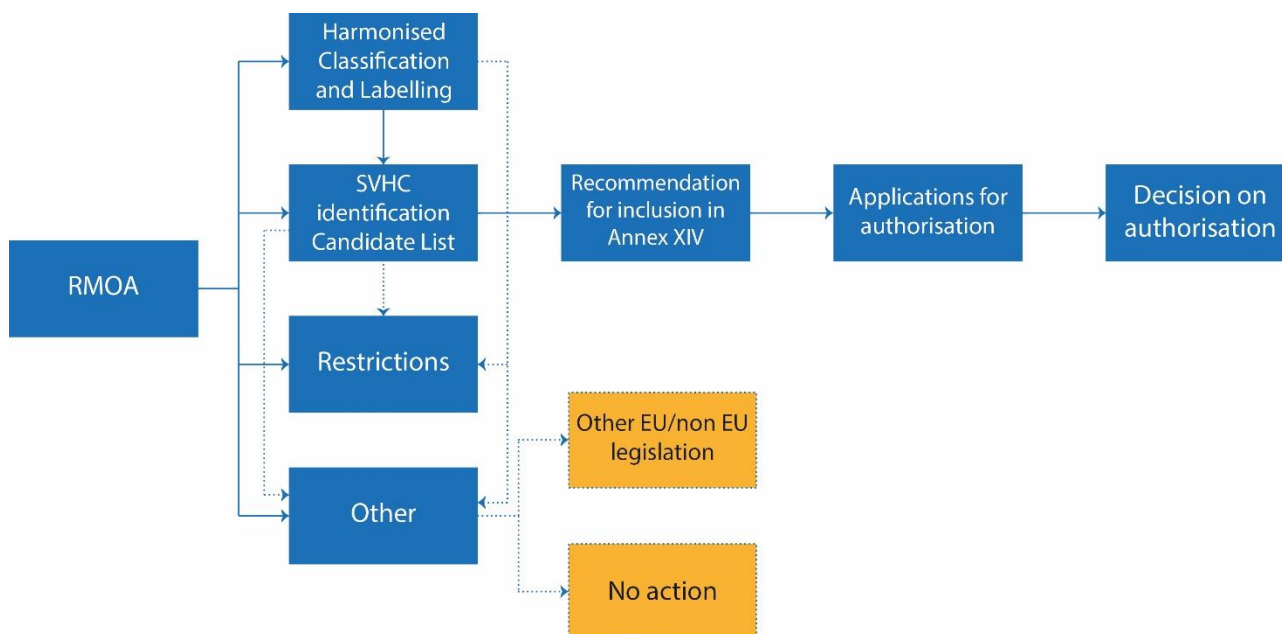 Harmonised
Classification
and Labelling
SVHC
identification
Candidate List
Recommendation
for inclusion in
Annex XIV
Applications for
authorisation
Decision on
authorisation
RMOA
Restrictions
Other EU/non EU
legislation
Other
No action